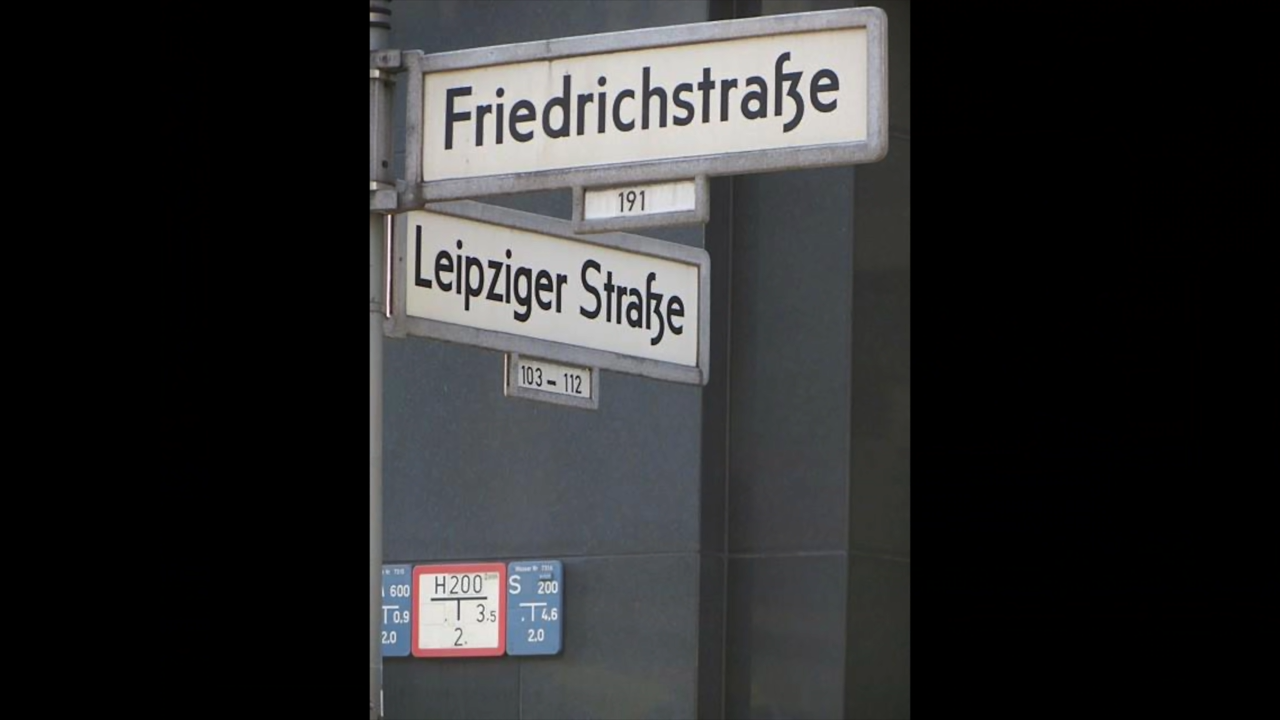 Friedrichstraße
191
Leipziger Straße
103 - 112
600
0.9
2.0
H200
3.5
2.
S 200
4.6
2.0